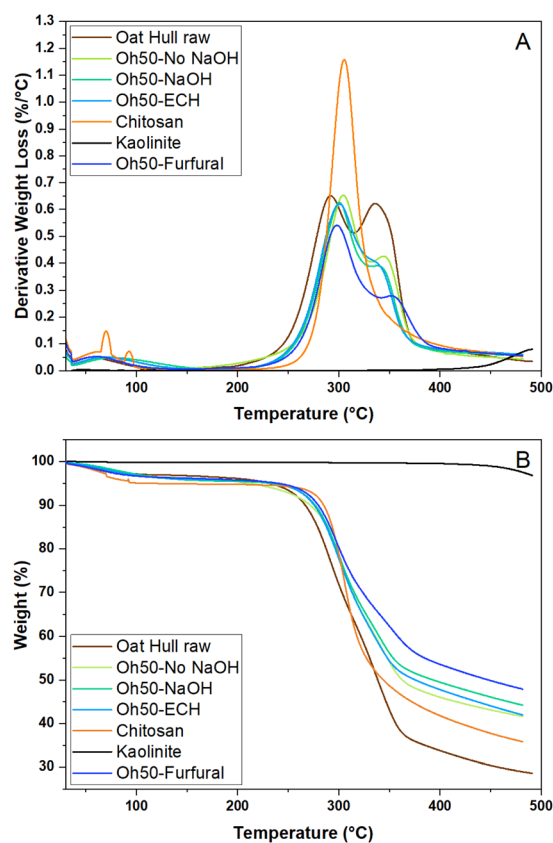 A
Oat Hull raw
Oh50-No NaOH
Oh50-NaOH
Oh50-ECH
Chitosan
Kaolinite
Oh50-Furfural
Derivative Weight Loss (%/°C)
1.3
1.2
1.1
1.0
0.9
0.8
0.7
0.6
0.5
0.4
0.3
0.2
0.1
0.0
100 200 300 400 500
Temperature (°C)
B
Weight (%)
100
90
80
70
60
50
40
30
Oat Hull raw
Oh50-No NaOH
Oh50-NaOH
Oh50-ECH
Chitosan
Kaolinite
Oh50-Furfural
100 200 300 400 500
Temperature (°C)